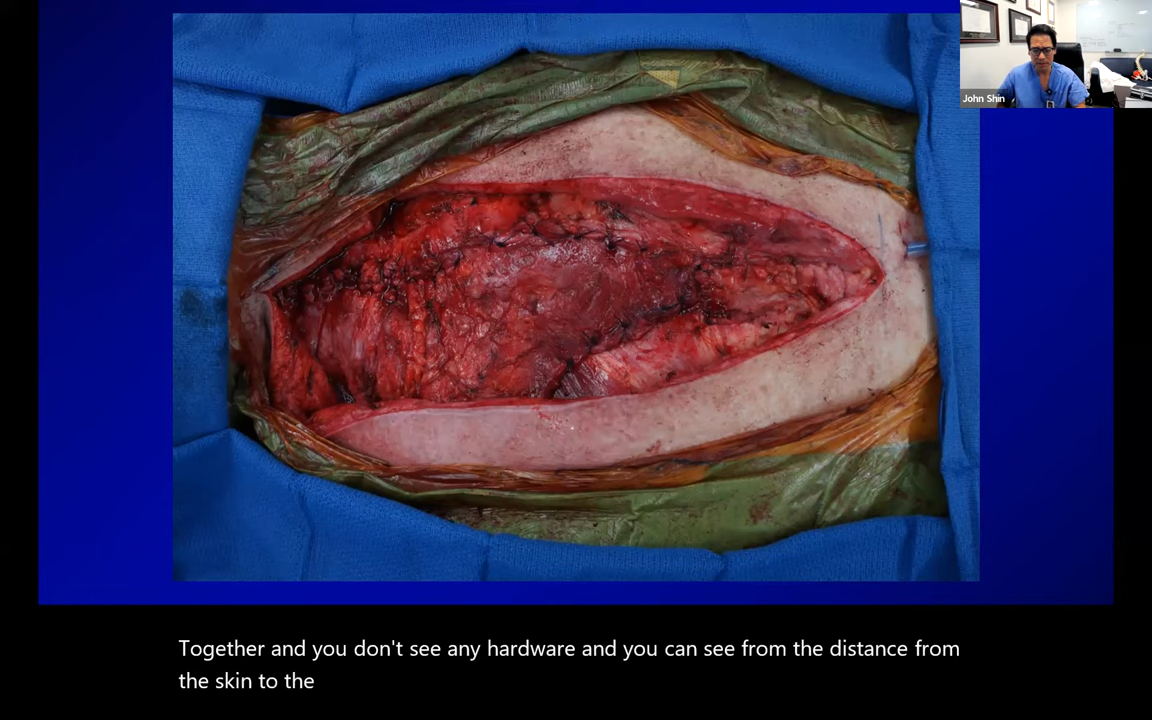 John Shin
Together and you don't see any hardware and you can see from the distance from
the skin to the